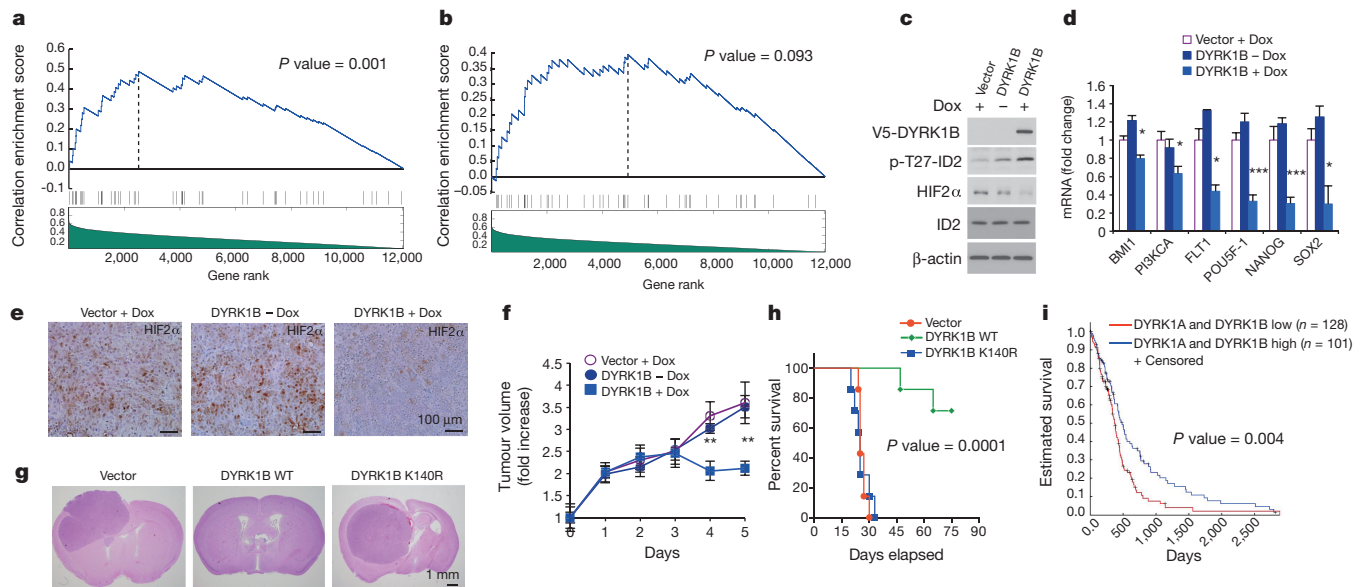 a
Correlation enrichment score
0.6
0.5
0.4
0.3
0.2
0.1
0.0
−0.1
P value = 0.001
0.8
0.6
0.4
0.2
2,000 4,000 6,000 8,000 10,000 12,000
Gene rank
b
Correlation enrichment score
0.40
0.35
0.30
0.25
0.20
0.15
0.10
0.05
0.0
−0.05
P value = 0.093
0.8
0.6
0.4
0.2
2,000 4,000 6,000 8,000 10,000 12,000
Gene rank
c
Vector DYRK1B DYRK1B
Dox + − +
V5-DYRK1B
p-T27-ID2
HIF2α
ID2
β-actin
d
Vector + Dox
DYRK1B − Dox
DYRK1B + Dox
mRNA (fold change)
1.4
1.2
1
0.8
0.6
0.4
0.2
0
* * * *** *** *
BMI1 PI3KCA FLT1 POU5F-1 NANOG SOX2
e
Vector + Dox DYRK1B − Dox DYRK1B + Dox
HIF2α HIF2α HIF2α
100 μm
f
Vector + Dox
DYRK1B − Dox
DYRK1B + Dox
Tumour volume
(fold increase)
4.5
4
3.5
3
2.5
2
1.5
1
** **
0 1 2 3 4 5
Days
g
Vector DYRK1B WT DYRK1B K140R
1 mm
h
Vector
DYRK1B WT
DYRK1B K140R
Percent survival
100
80
60
40
20
0
P value = 0.0001
0 15 30 45 60 75 90
Days elapsed
i
DYRK1A and DYRK1B low (n = 128)
DYRK1A and DYRK1B high (n = 101)
+ Censored
Estimated survival
1.0
0.9
0.8
0.7
0.6
0.5
0.4
0.3
0.2
0.1
0.0
P value = 0.004
0.0 500 1,000 1,500 2,000 2,500
Days